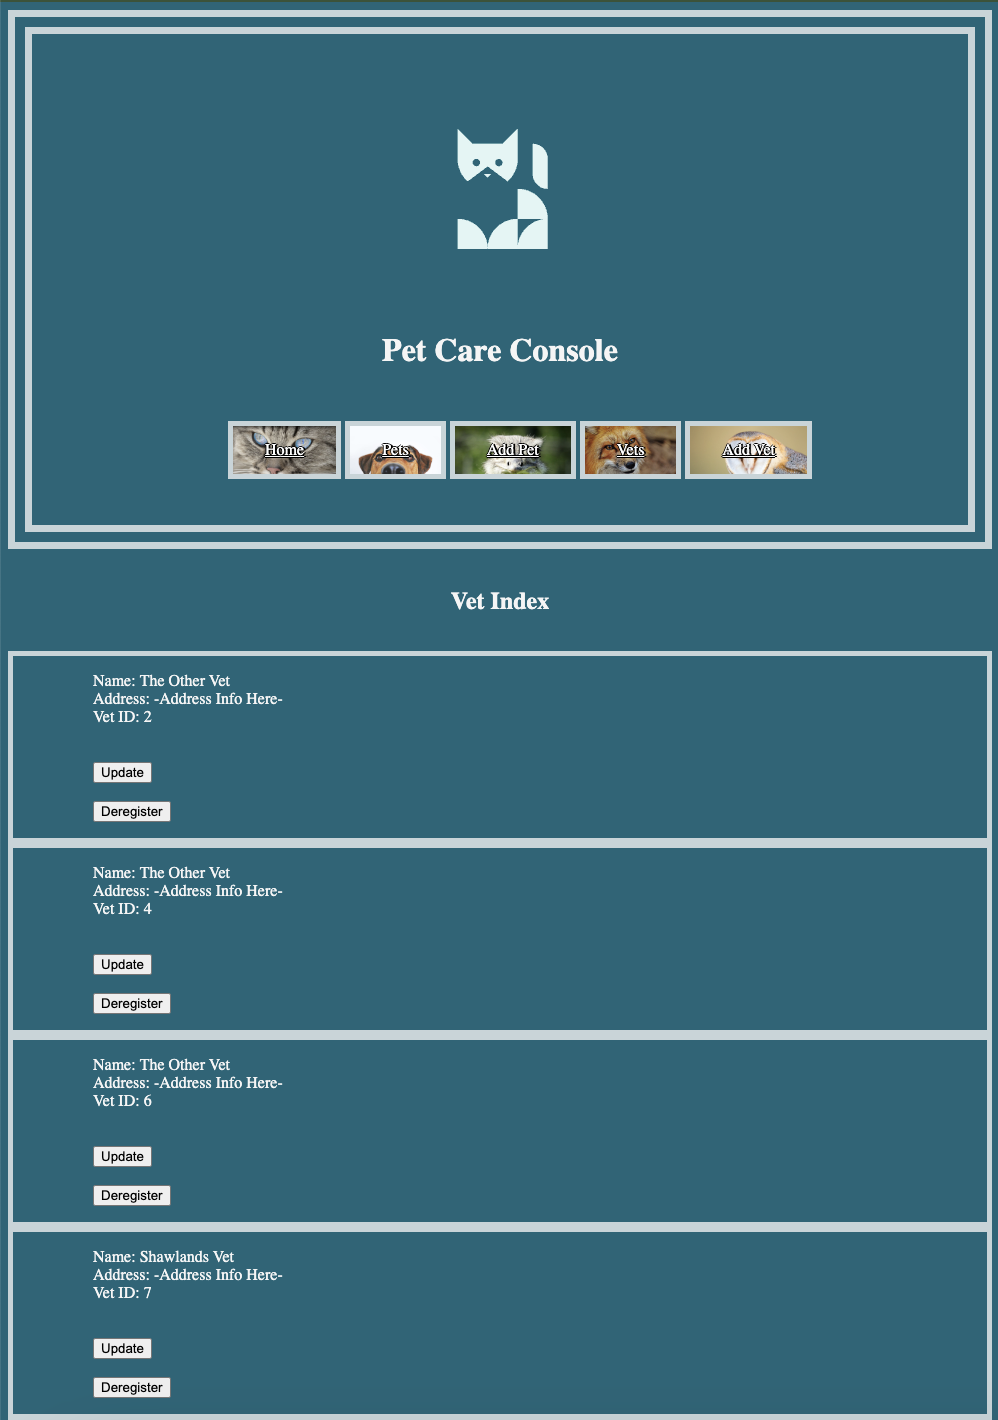 Pet Care Console
Home Pets Add Pet Vets Add Vet
Vet Index
Name: The Other Vet
Address: -Address Info Here-
Vet ID: 2
Update
Deregister
Name: The Other Vet
Address: -Address Info Here-
Vet ID: 4
Update
Deregister
Name: The Other Vet
Address: -Address Info Here-
Vet ID: 6
Update
Deregister
Name: Shawlands Vet
Address: -Address Info Here-
Vet ID: 7
Update
Deregister